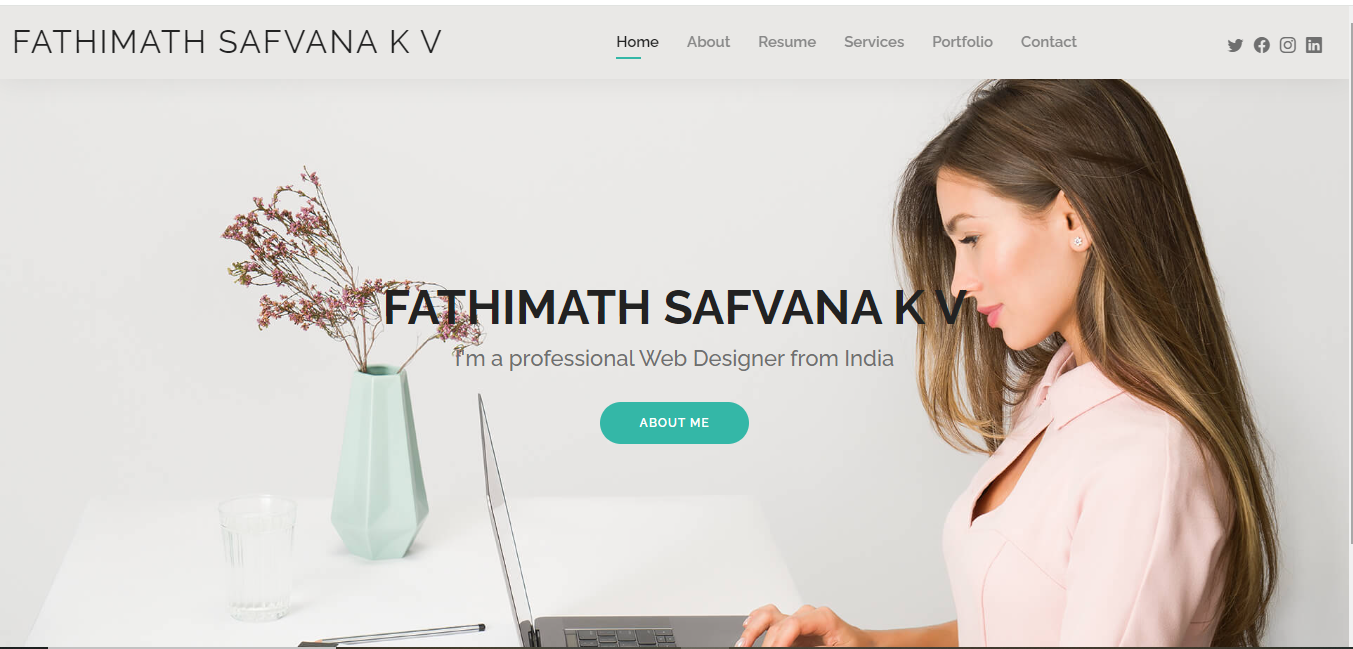 FATHIMATH SAFVANA K V
Home About Resume Services Portfolio Contact
FATHIMATH SAFVANA K V
I'm a professional Web Designer from India
ABOUT ME